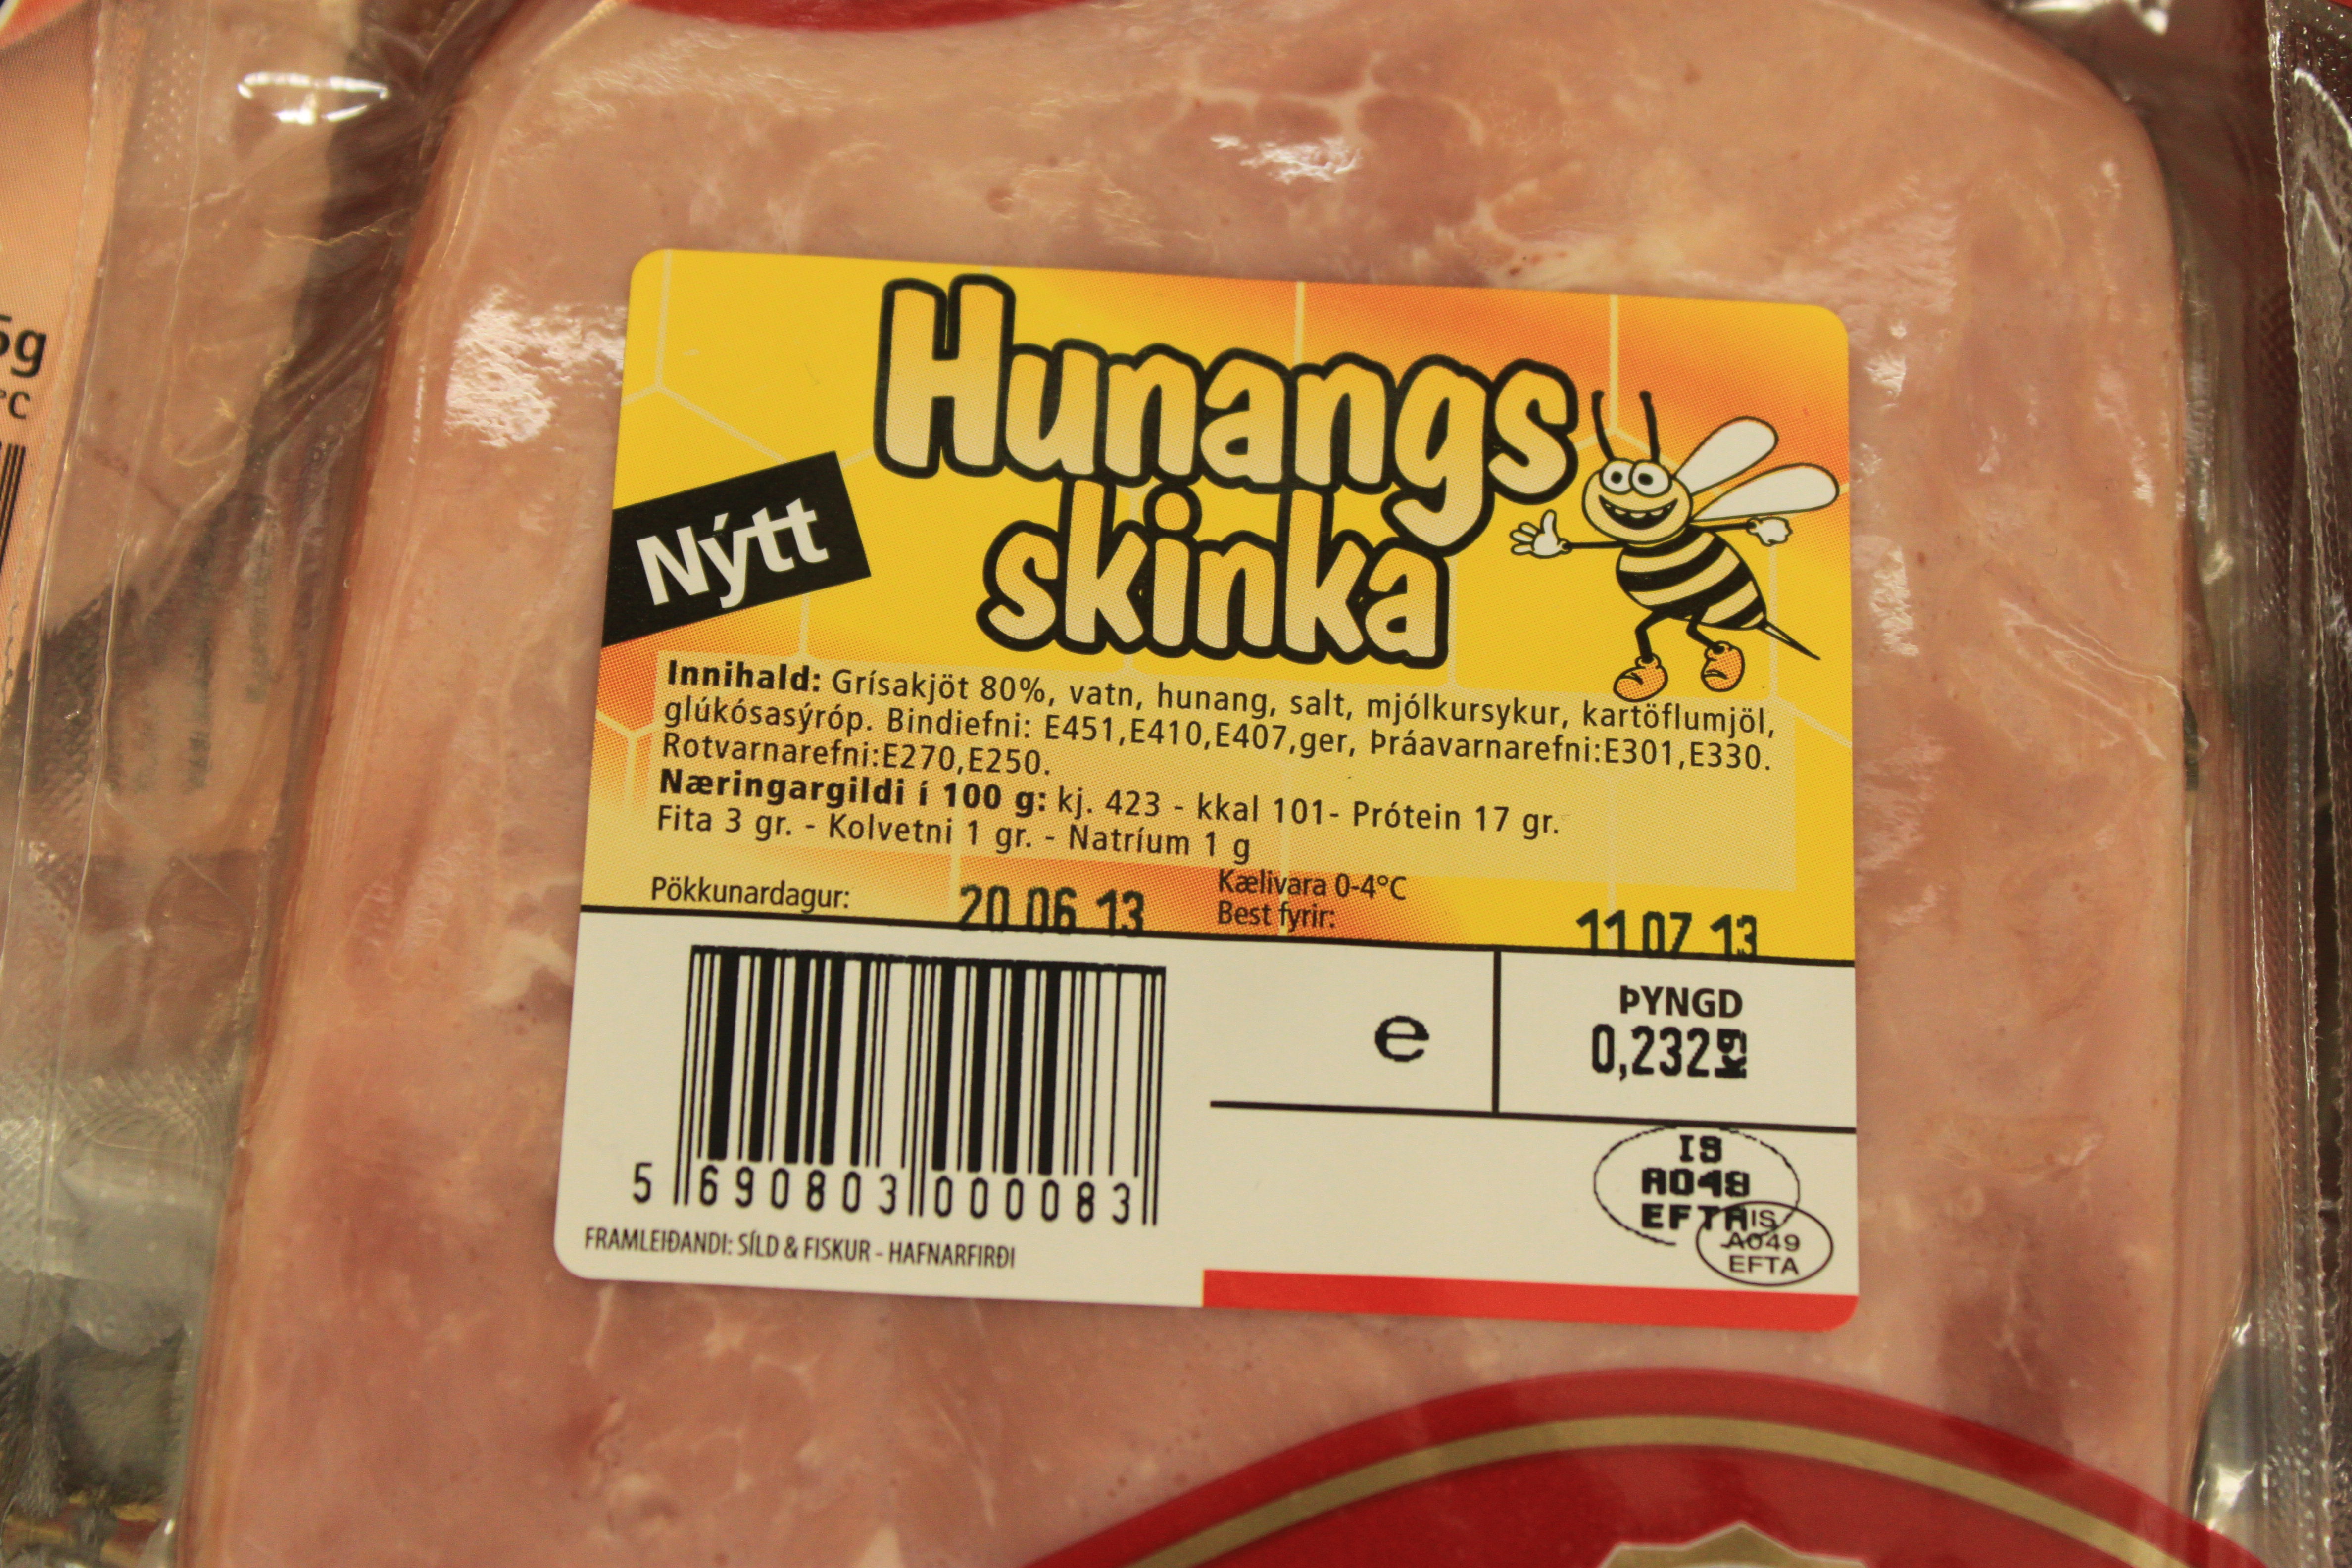 5g
°C
Hunangs
skinka
Nýtt
Innihald: Grísakjöt 80%, vatn, hunang, salt, mjólkursykur, kartöflumjöl,
glúkósasýróp. Bindiefni: E451,E410,E407,ger, Þráavarnarefni:E301,E330.
Rotvarnarefni:E270,E250.
Næringargildi í 100 g: kj. 423 - kkal 101- Prótein 17 gr.
Fita 3 gr. - Kolvetni 1 gr. - Natríum 1 g
Pökkunardagur: 20 06 13
Kælivara 0-4°C
Best fyrir: 11 07 13
e
ÞYNGD
0,232 kg
5 690803 000083
FRAMLEIÐANDI: SÍLD & FISKUR - HAFNARFIRÐI
IS
A049
EFTA
IS
A049
EFTA